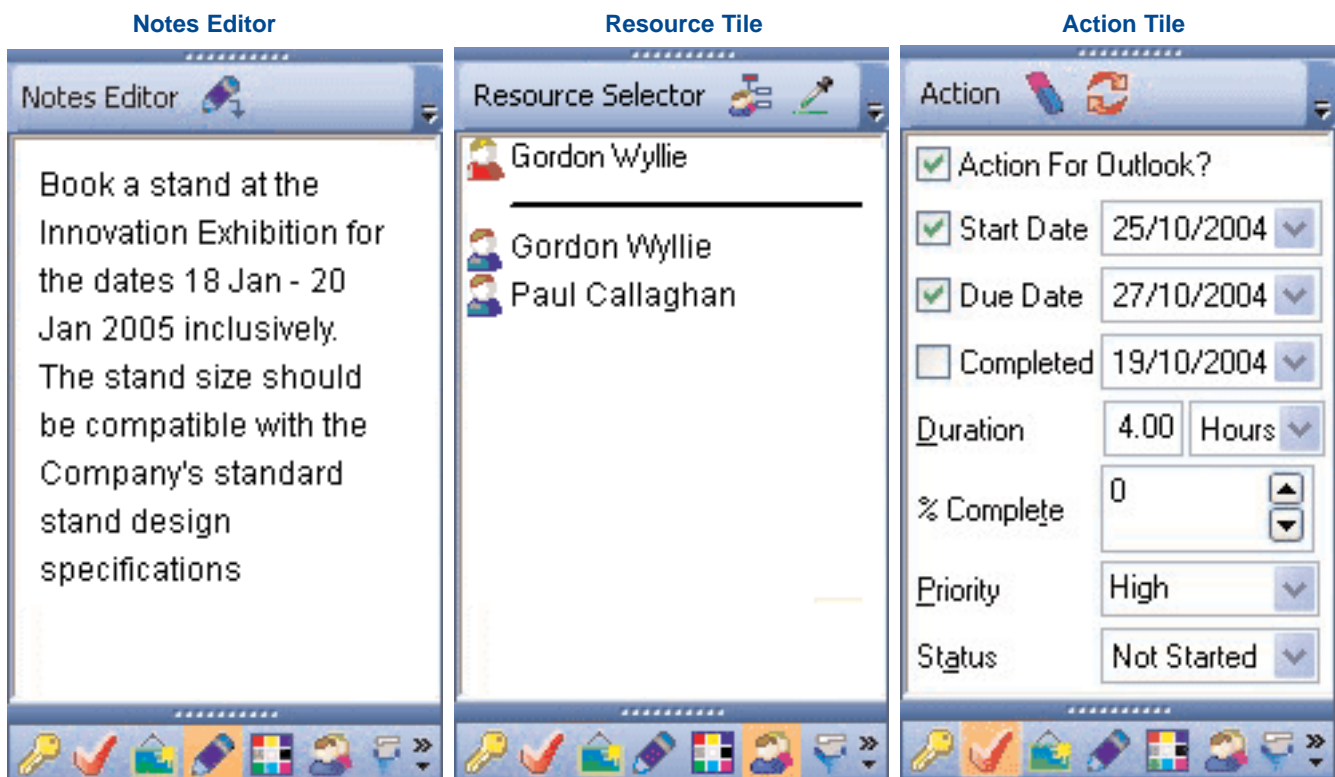 Notes Editor
Resource Tile
Action Tile
Notes Editor
Book a stand at the
Innovation Exhibition for
the dates 18 Jan - 20
Jan 2005 inclusively.
The stand size should
be compatible with the
Company's standard
stand design
specifications
Resource Selector
Gordon Wyllie
Gordon Wyllie
Paul Callaghan
Action
Action For Outlook?
Start Date 25/10/2004
Due Date 27/10/2004
Completed 19/10/2004
Duration 4.00 Hours
% Complete 0
Priority High
Status Not Started